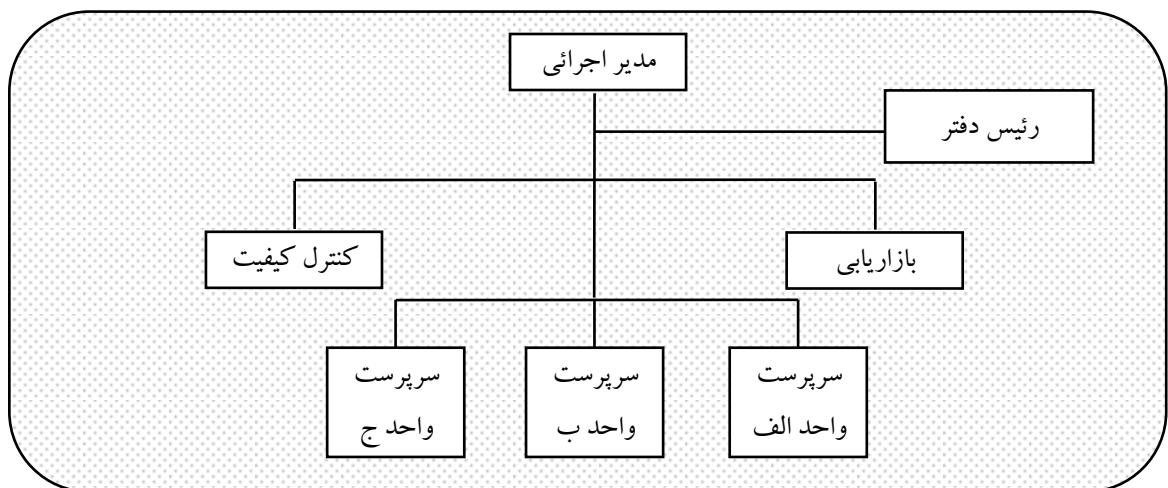 مدیر اجرائی
رئیس دفتر
بازاریابی
کنترل کیفیت
سرپرست
واحد الف
سرپرست
واحد ب
سرپرست
واحد ج